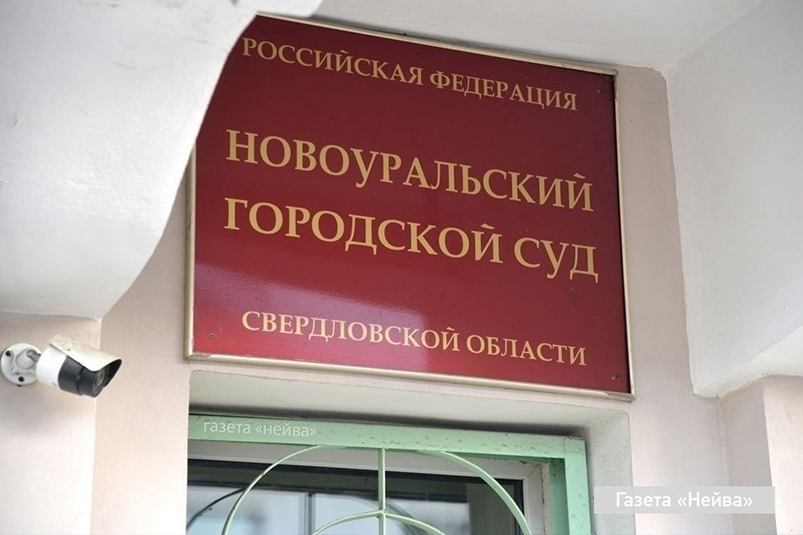 РОССИЙСКАЯ ФЕДЕРАЦИЯ
НОВОУРАЛЬСКИЙ
ГОРОДСКОЙ СУД
СВЕРДЛОВСКОЙ ОБЛАСТИ
газета «нейва»
Газета «Нейва»